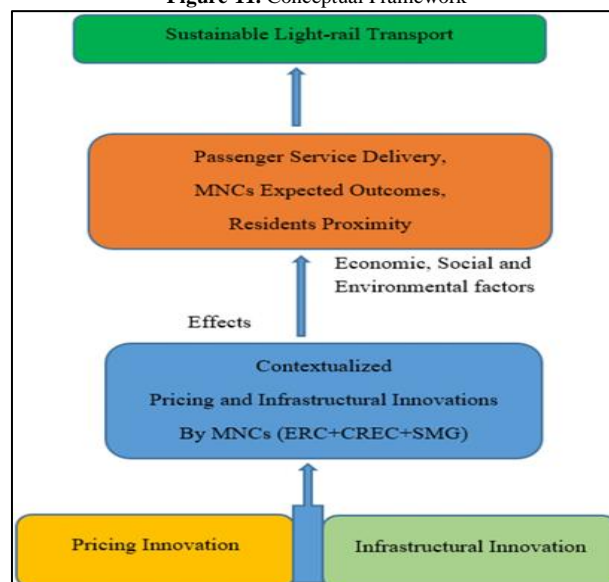 Figure 11. Conceptual Framework
Sustainable Light-rail Transport
Passenger Service Delivery,
MNCs Expected Outcomes,
Residents Proximity
Economic, Social and
Environmental factors
Effects
Contextualized
Pricing and Infrastructural Innovations
By MNCs (ERC+CREC+SMG)
Pricing Innovation
Infrastructural Innovation